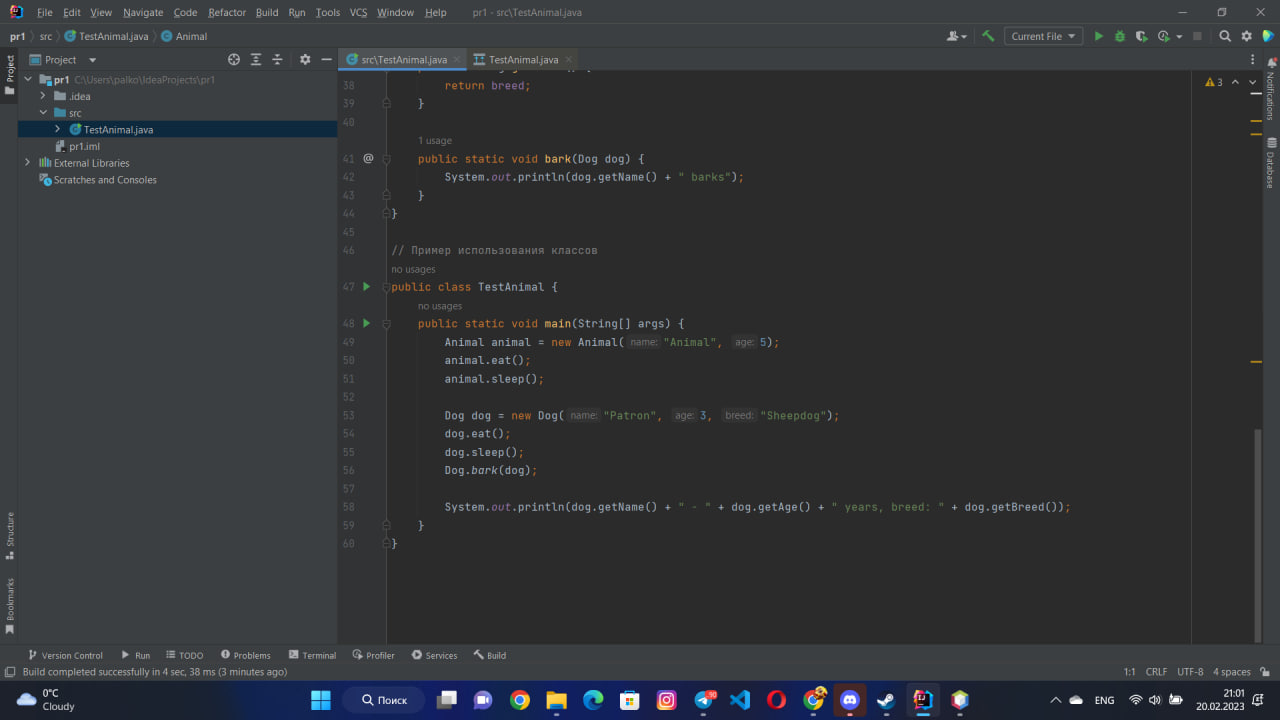 File Edit View Navigate Code Refactor Build Run Tools VCS Window Help pr1 - src\TestAnimal.java
pr1 src TestAnimal.java Animal Current File
Project src\TestAnimal.java TestAnimal.java
Project
pr1 C:\Users\palko\IdeaProjects\pr1
.idea
src
TestAnimal.java
pr1.iml
External Libraries
Scratches and Consoles
Structure
Bookmarks
3
Notifications
Database
38 return breed;
39 }
40
1 usage
41 @ public static void bark(Dog dog) {
42 System.out.println(dog.getName() + " barks");
43 }
44 }
45
46 // Пример использования классов
no usages
47 public class TestAnimal {
no usages
48 public static void main(String[] args) {
49 Animal animal = new Animal( name: "Animal", age: 5);
50 animal.eat();
51 animal.sleep();
52
53 Dog dog = new Dog( name: "Patron", age: 3, breed: "Sheepdog");
54 dog.eat();
55 dog.sleep();
56 Dog.bark(dog);
57
58 System.out.println(dog.getName() + " - " + dog.getAge() + " years, breed: " + dog.getBreed());
59 }
60 }
Version Control Run TODO Problems Terminal Profiler Services Build
Build completed successfully in 4 sec, 38 ms (3 minutes ago) 1:1 CRLF UTF-8 4 spaces
0°C
Cloudy
Поиск
ENG
21:01
20.02.2023